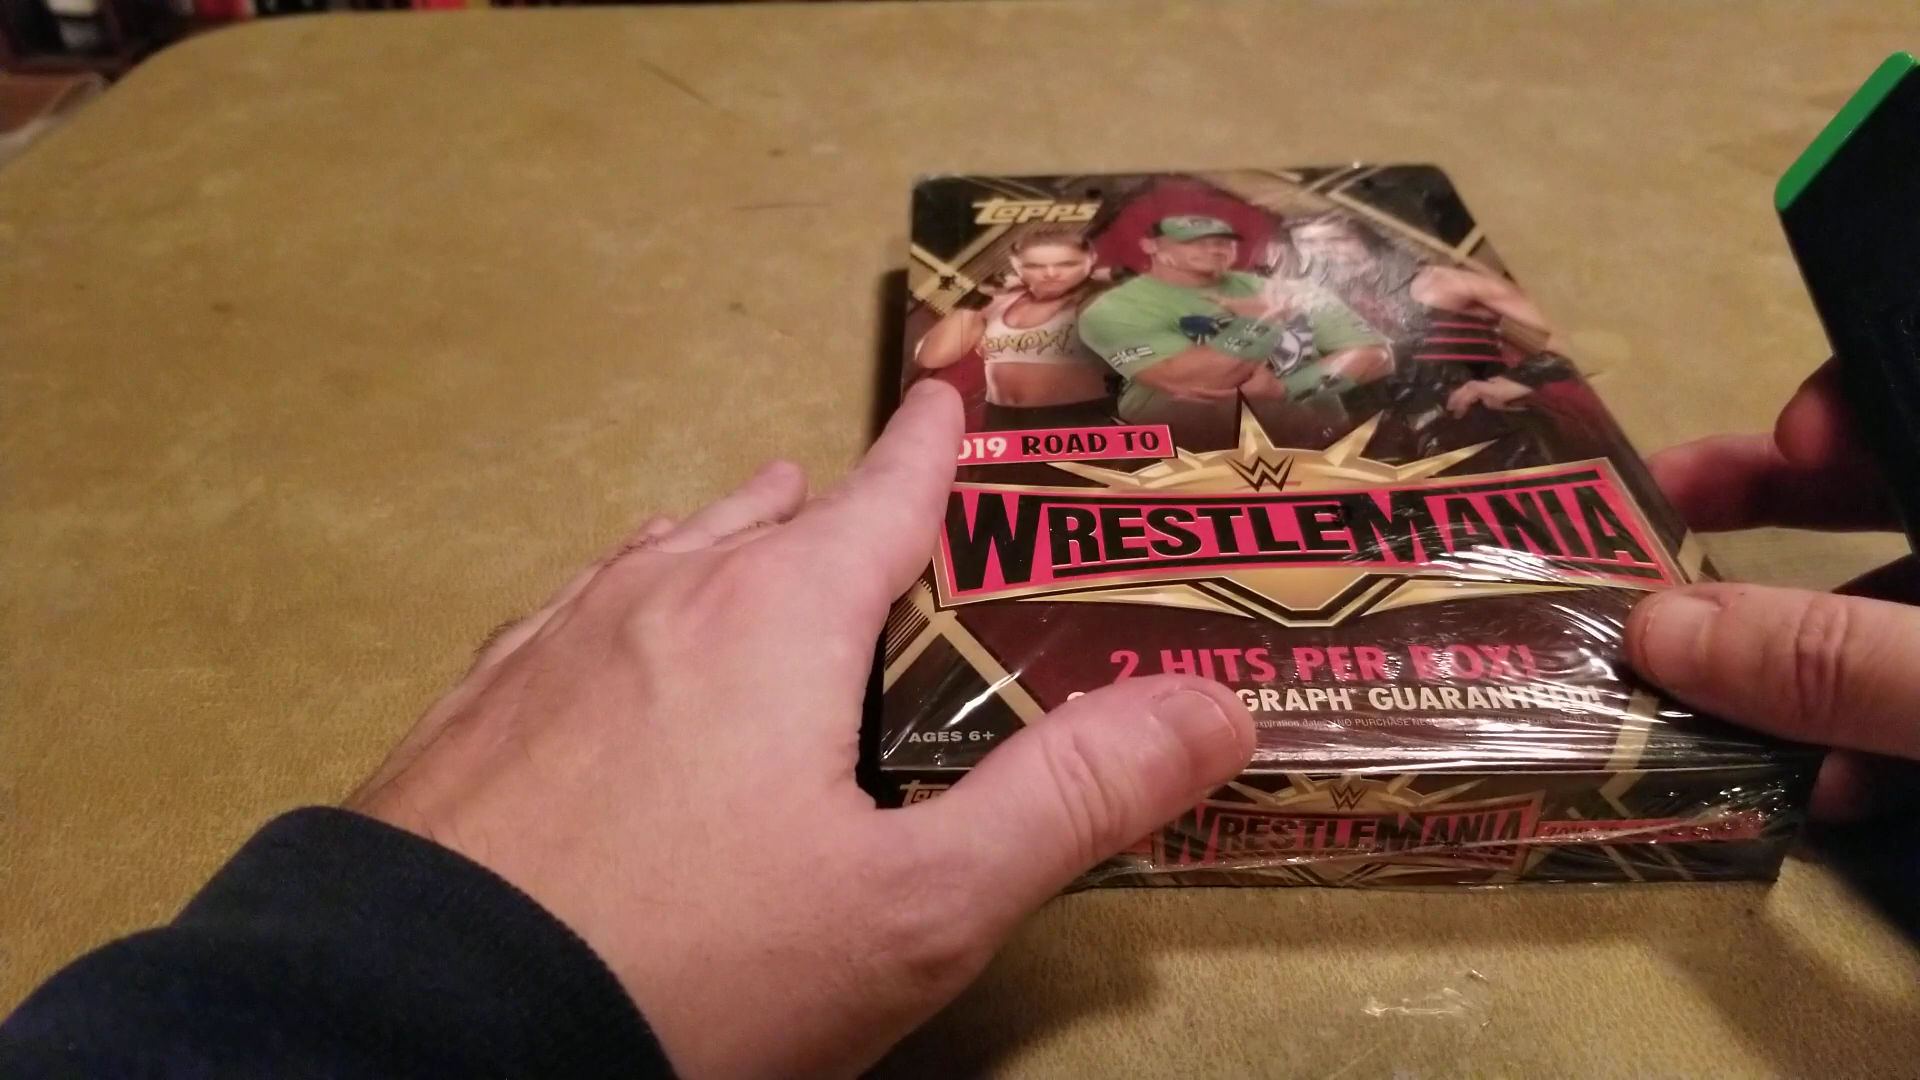 Topps
019 ROAD TO
W
WRESTLEMANIA
2 HITS PER BOX!
GRAPH GUARANTEED!
AGES 6+
W
WRESTLEMANIA